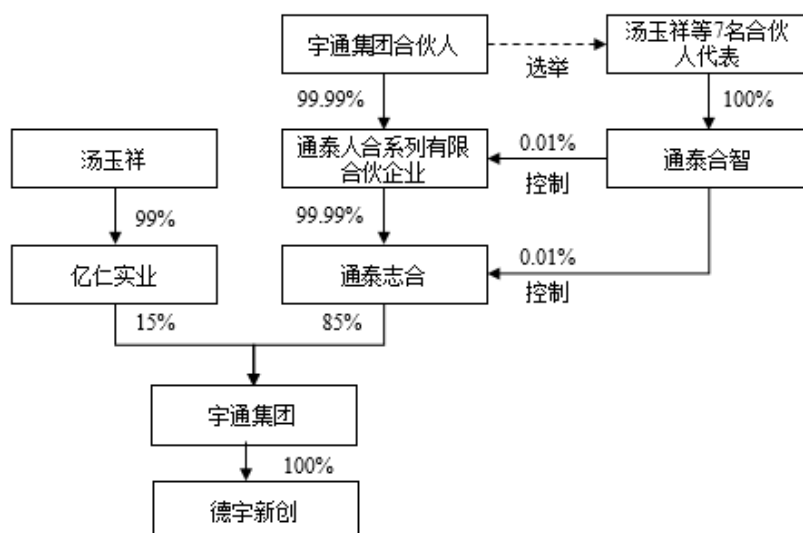 宇通集团合伙人
选举
汤玉祥等7名合伙
人代表
99.99%
100%
汤玉祥
通泰人合系列有限
合伙企业
0.01%
控制
通泰合智
99%
99.99%
亿仁实业
通泰志合
0.01%
控制
15%
85%
宇通集团
100%
德宇新创